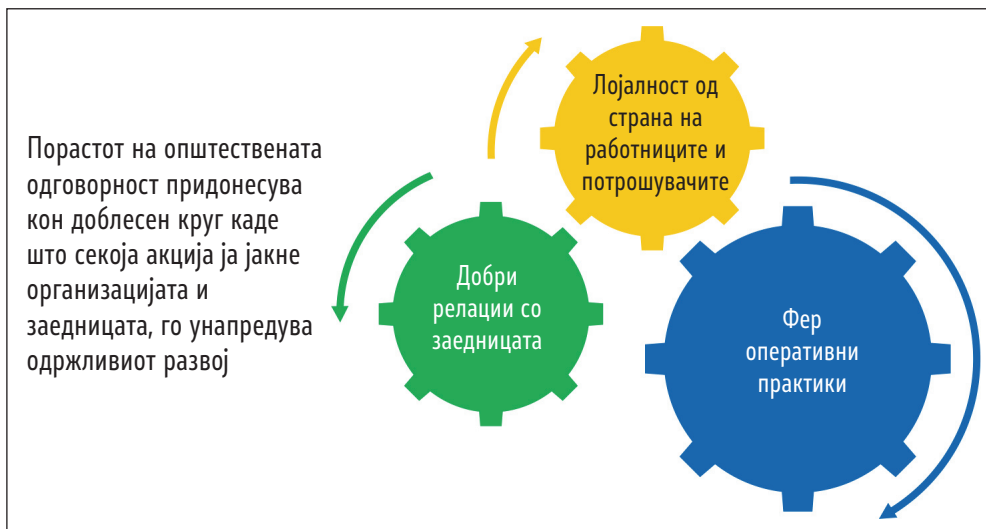 Порастот на општествената
одговорност придонесува
кон доблесен круг каде
што секоја акција ја јакне
организацијата и
заедницата, го унапредува
одржливиот развој
Лојалност од
страна на
работниците и
потрошувачите
Добри
релации со
заедницата
Фер
оперативни
практики